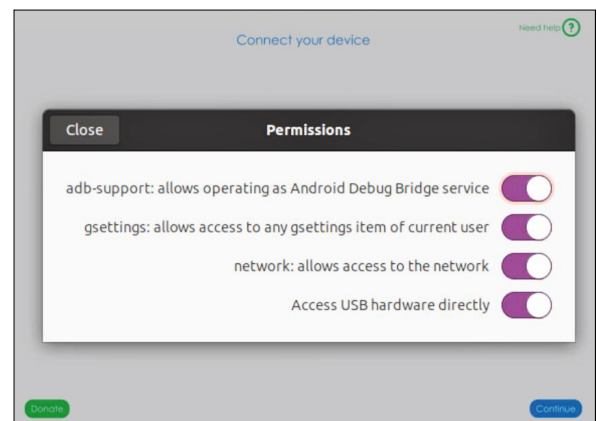 Need help ?
Connect your device
Close
Permissions
adb-support: allows operating as Android Debug Bridge service
gsettings: allows access to any gsettings item of current user
network: allows access to the network
Access USB hardware directly
Donate
Continue